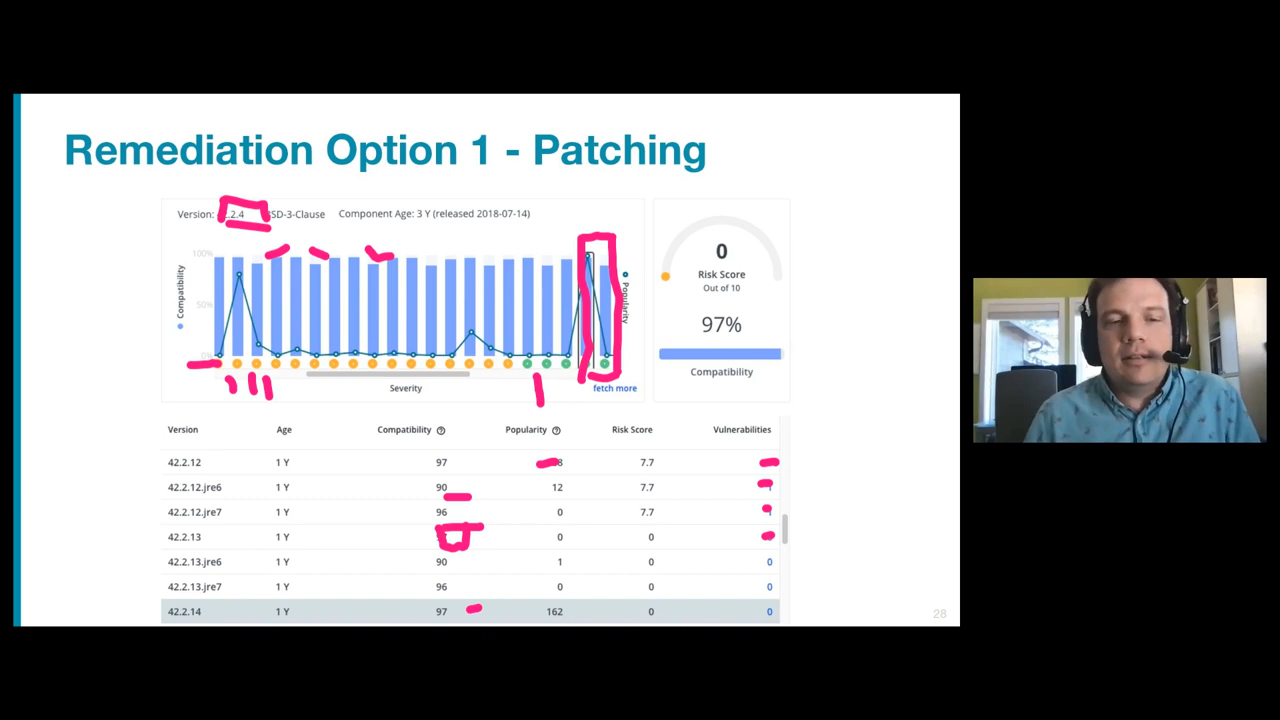 Remediation Option 1 - Patching
Version: .2.4 SD-3-Clause Component Age: 3 Y (released 2018-07-14)
100%
50%
0%
Compatibility
Popularity
Severity
fetch more
0
Risk Score
Out of 10
97%
Compatibility
Version Age Compatibility Popularity Risk Score Vulnerabilities
42.2.12 1 Y 97 8 7.7
42.2.12.jre6 1 Y 90 12 7.7
42.2.12.jre7 1 Y 96 0 7.7
42.2.13 1 Y 0 0
42.2.13.jre6 1 Y 90 1 0 0
42.2.13.jre7 1 Y 96 0 0 0
42.2.14 1 Y 97 162 0 0
28